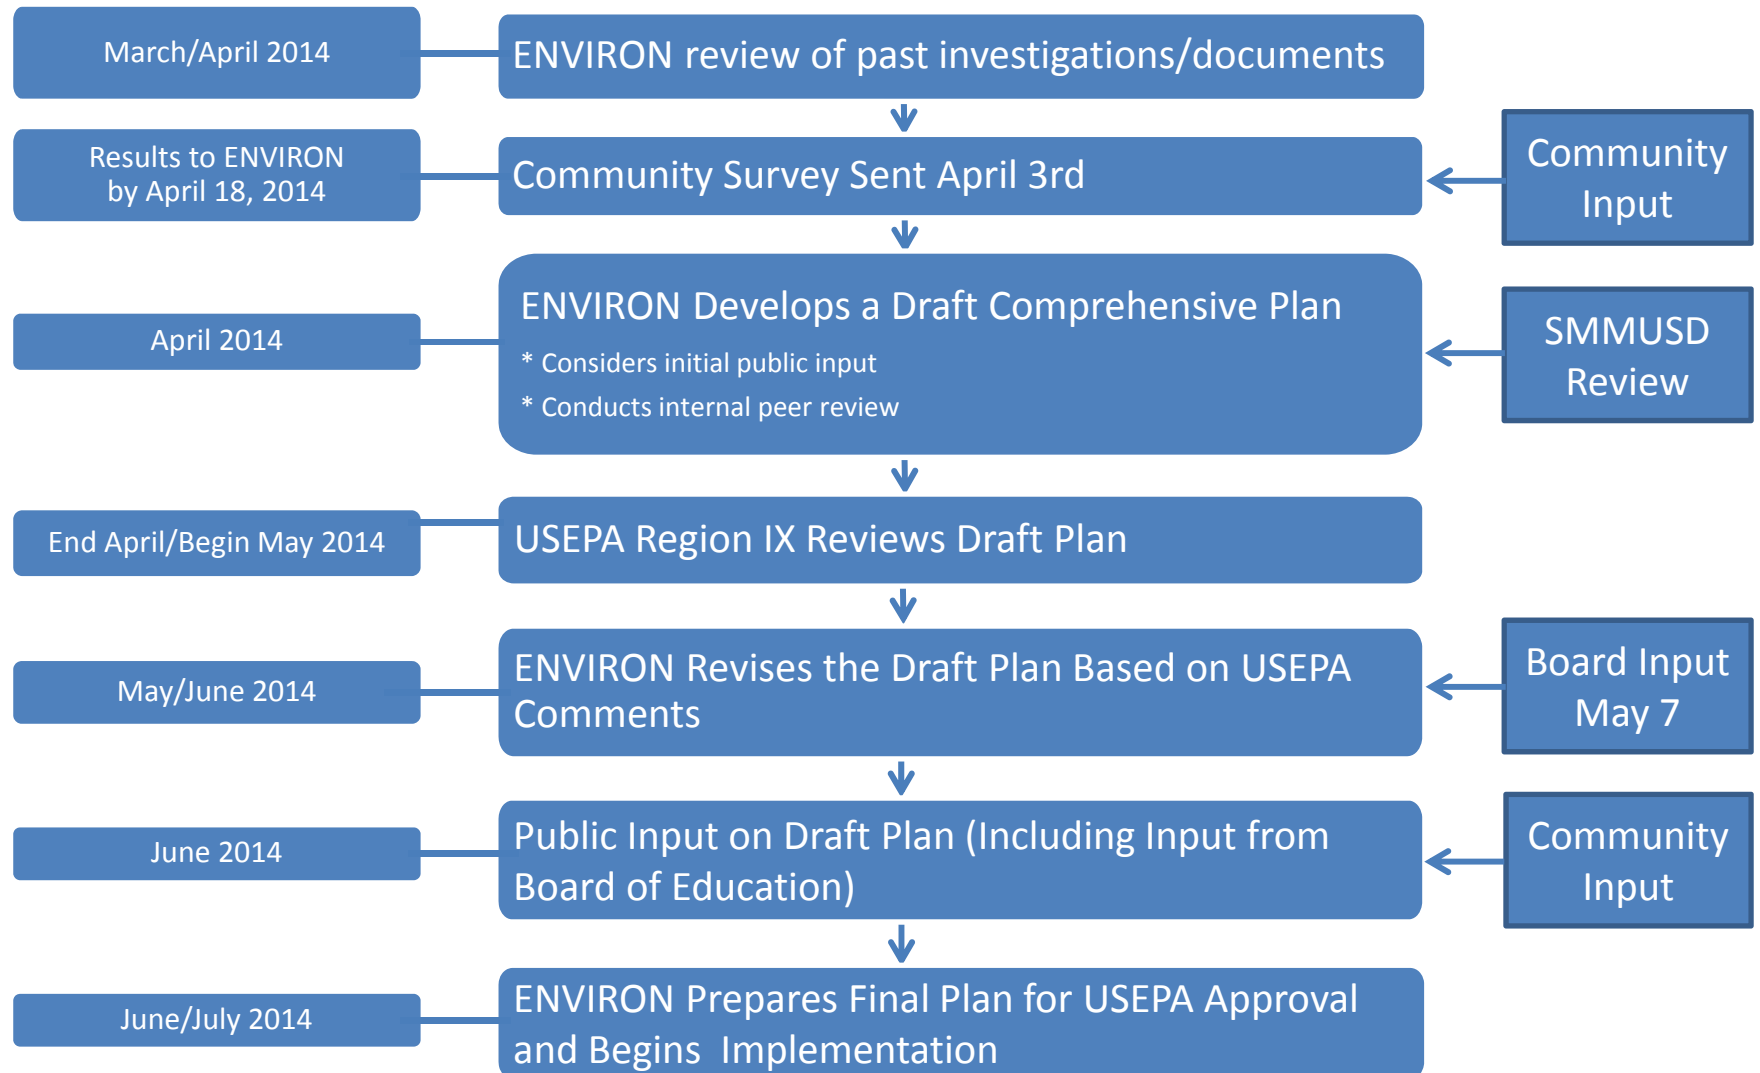 March/April 2014
ENVIRON review of past investigations/documents
Results to ENVIRON
by April 18, 2014
Community Survey Sent April 3rd
Community
Input
April 2014
ENVIRON Develops a Draft Comprehensive Plan
* Considers initial public input
* Conducts internal peer review
SMMUSD
Review
End April/Begin May 2014
USEPA Region IX Reviews Draft Plan
May/June 2014
ENVIRON Revises the Draft Plan Based on USEPA
Comments
Board Input
May 7
June 2014
Public Input on Draft Plan (Including Input from
Board of Education)
Community
Input
June/July 2014
ENVIRON Prepares Final Plan for USEPA Approval
and Begins  Implementation